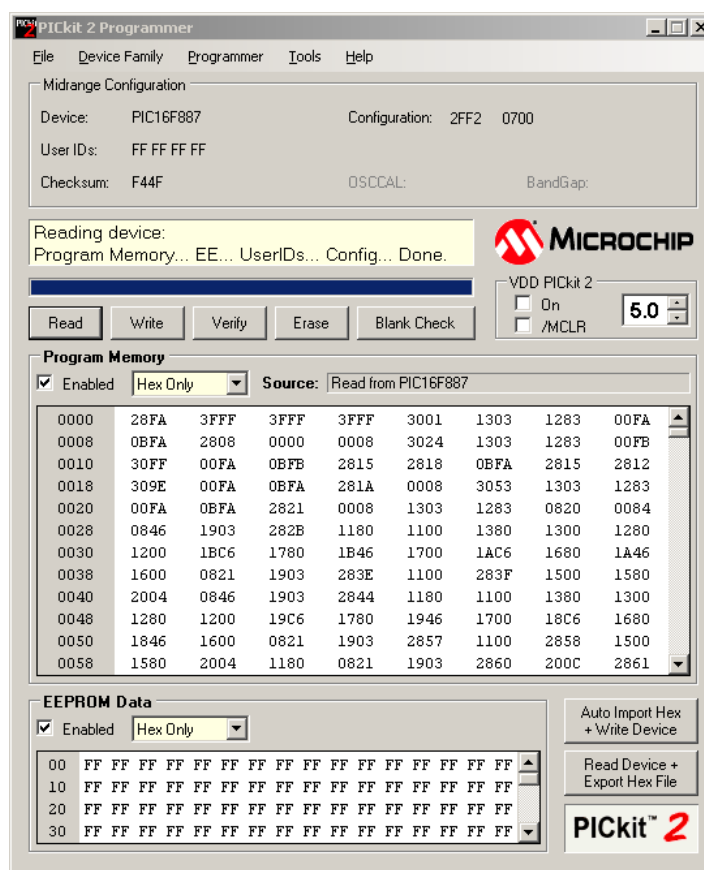 PICkit 2 Programmer
File Device Family Programmer Tools Help
Midrange Configuration
Device: PIC16F887 Configuration: 2FF2 0700
User IDs: FF FF FF FF
Checksum: F44F OSCCAL: BandGap:
Reading device:
Program Memory... EE... UserIDs... Config... Done.
MICROCHIP
VDD PICkit 2
On
/MCLR
5.0
Read Write Verify Erase Blank Check
Program Memory
Enabled Hex Only Source: Read from PIC16F887
0000 28FA 3FFF 3FFF 3FFF 3001 1303 1283 00FA
0008 0BFA 2808 0000 0008 3024 1303 1283 00FB
0010 30FF 00FA 0BFB 2815 2818 0BFA 2815 2812
0018 309E 00FA 0BFA 281A 0008 3053 1303 1283
0020 00FA 0BFA 2821 0008 1303 1283 0820 0084
0028 0846 1903 282B 1180 1100 1380 1300 1280
0030 1200 1BC6 1780 1B46 1700 1AC6 1680 1A46
0038 1600 0821 1903 283E 1100 283F 1500 1580
0040 2004 0846 1903 2844 1180 1100 1380 1300
0048 1280 1200 19C6 1780 1946 1700 18C6 1680
0050 1846 1600 0821 1903 2857 1100 2858 1500
0058 1580 2004 1180 0821 1903 2860 200C 2861
EEPROM Data
Enabled Hex Only
00 FF FF FF FF FF FF FF FF FF FF FF FF FF FF FF FF
10 FF FF FF FF FF FF FF FF FF FF FF FF FF FF FF FF
20 FF FF FF FF FF FF FF FF FF FF FF FF FF FF FF FF
30 FF FF FF FF FF FF FF FF FF FF FF FF FF FF FF FF
Auto Import Hex
+ Write Device
Read Device +
Export Hex File
PICkit™ 2